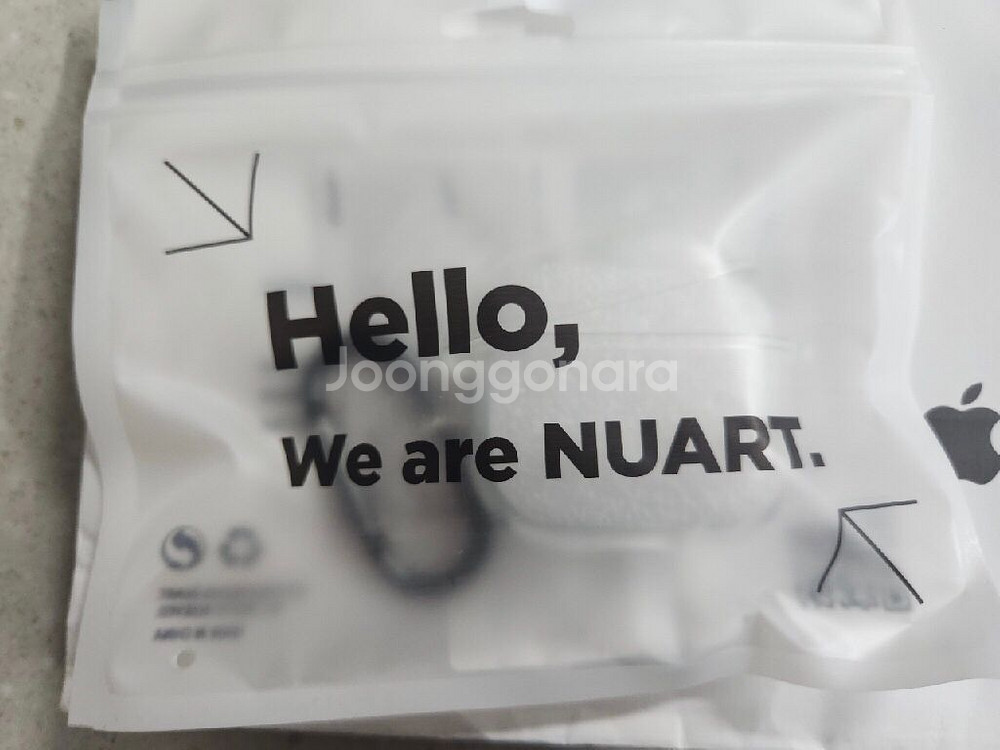 Hello,
Joonggonara
We are NUART.